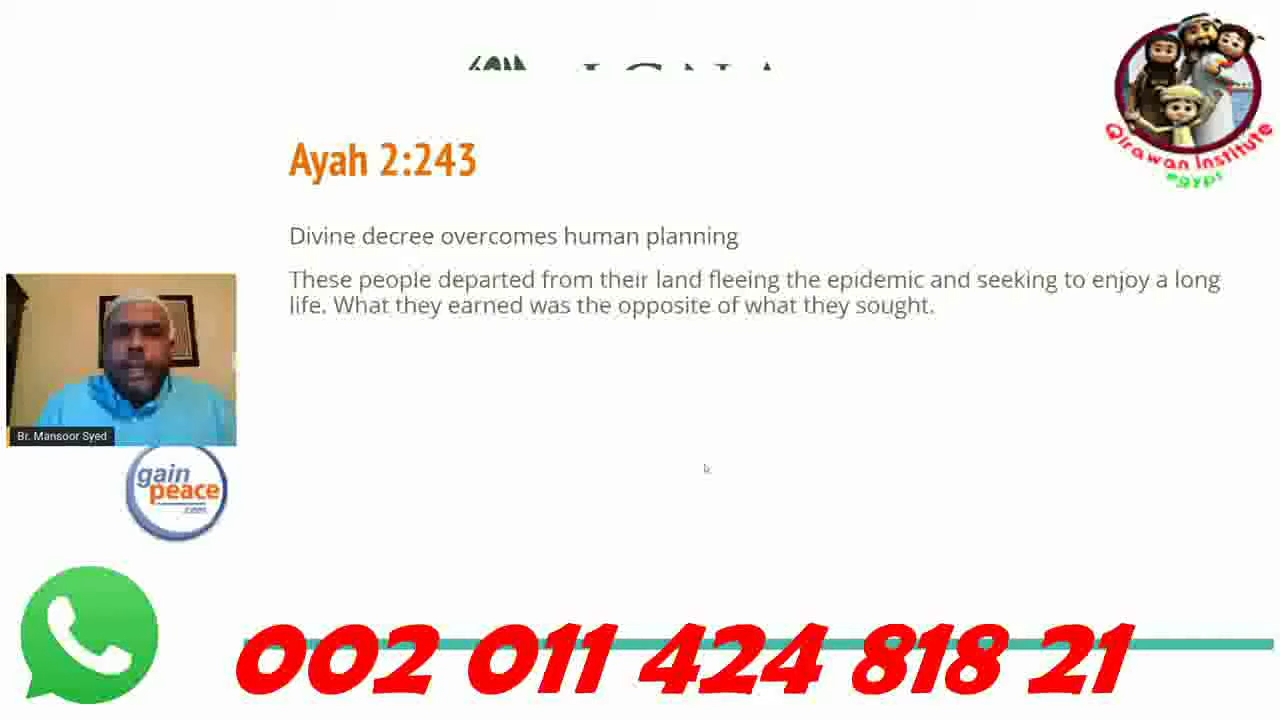 Qirawan Institute
egypt
Ayah 2:243
Divine decree overcomes human planning
These people departed from their land fleeing the epidemic and seeking to enjoy a long
life. What they earned was the opposite of what they sought.
Br. Mansoor Syed
gain
peace
.com
002 011 424 818 21